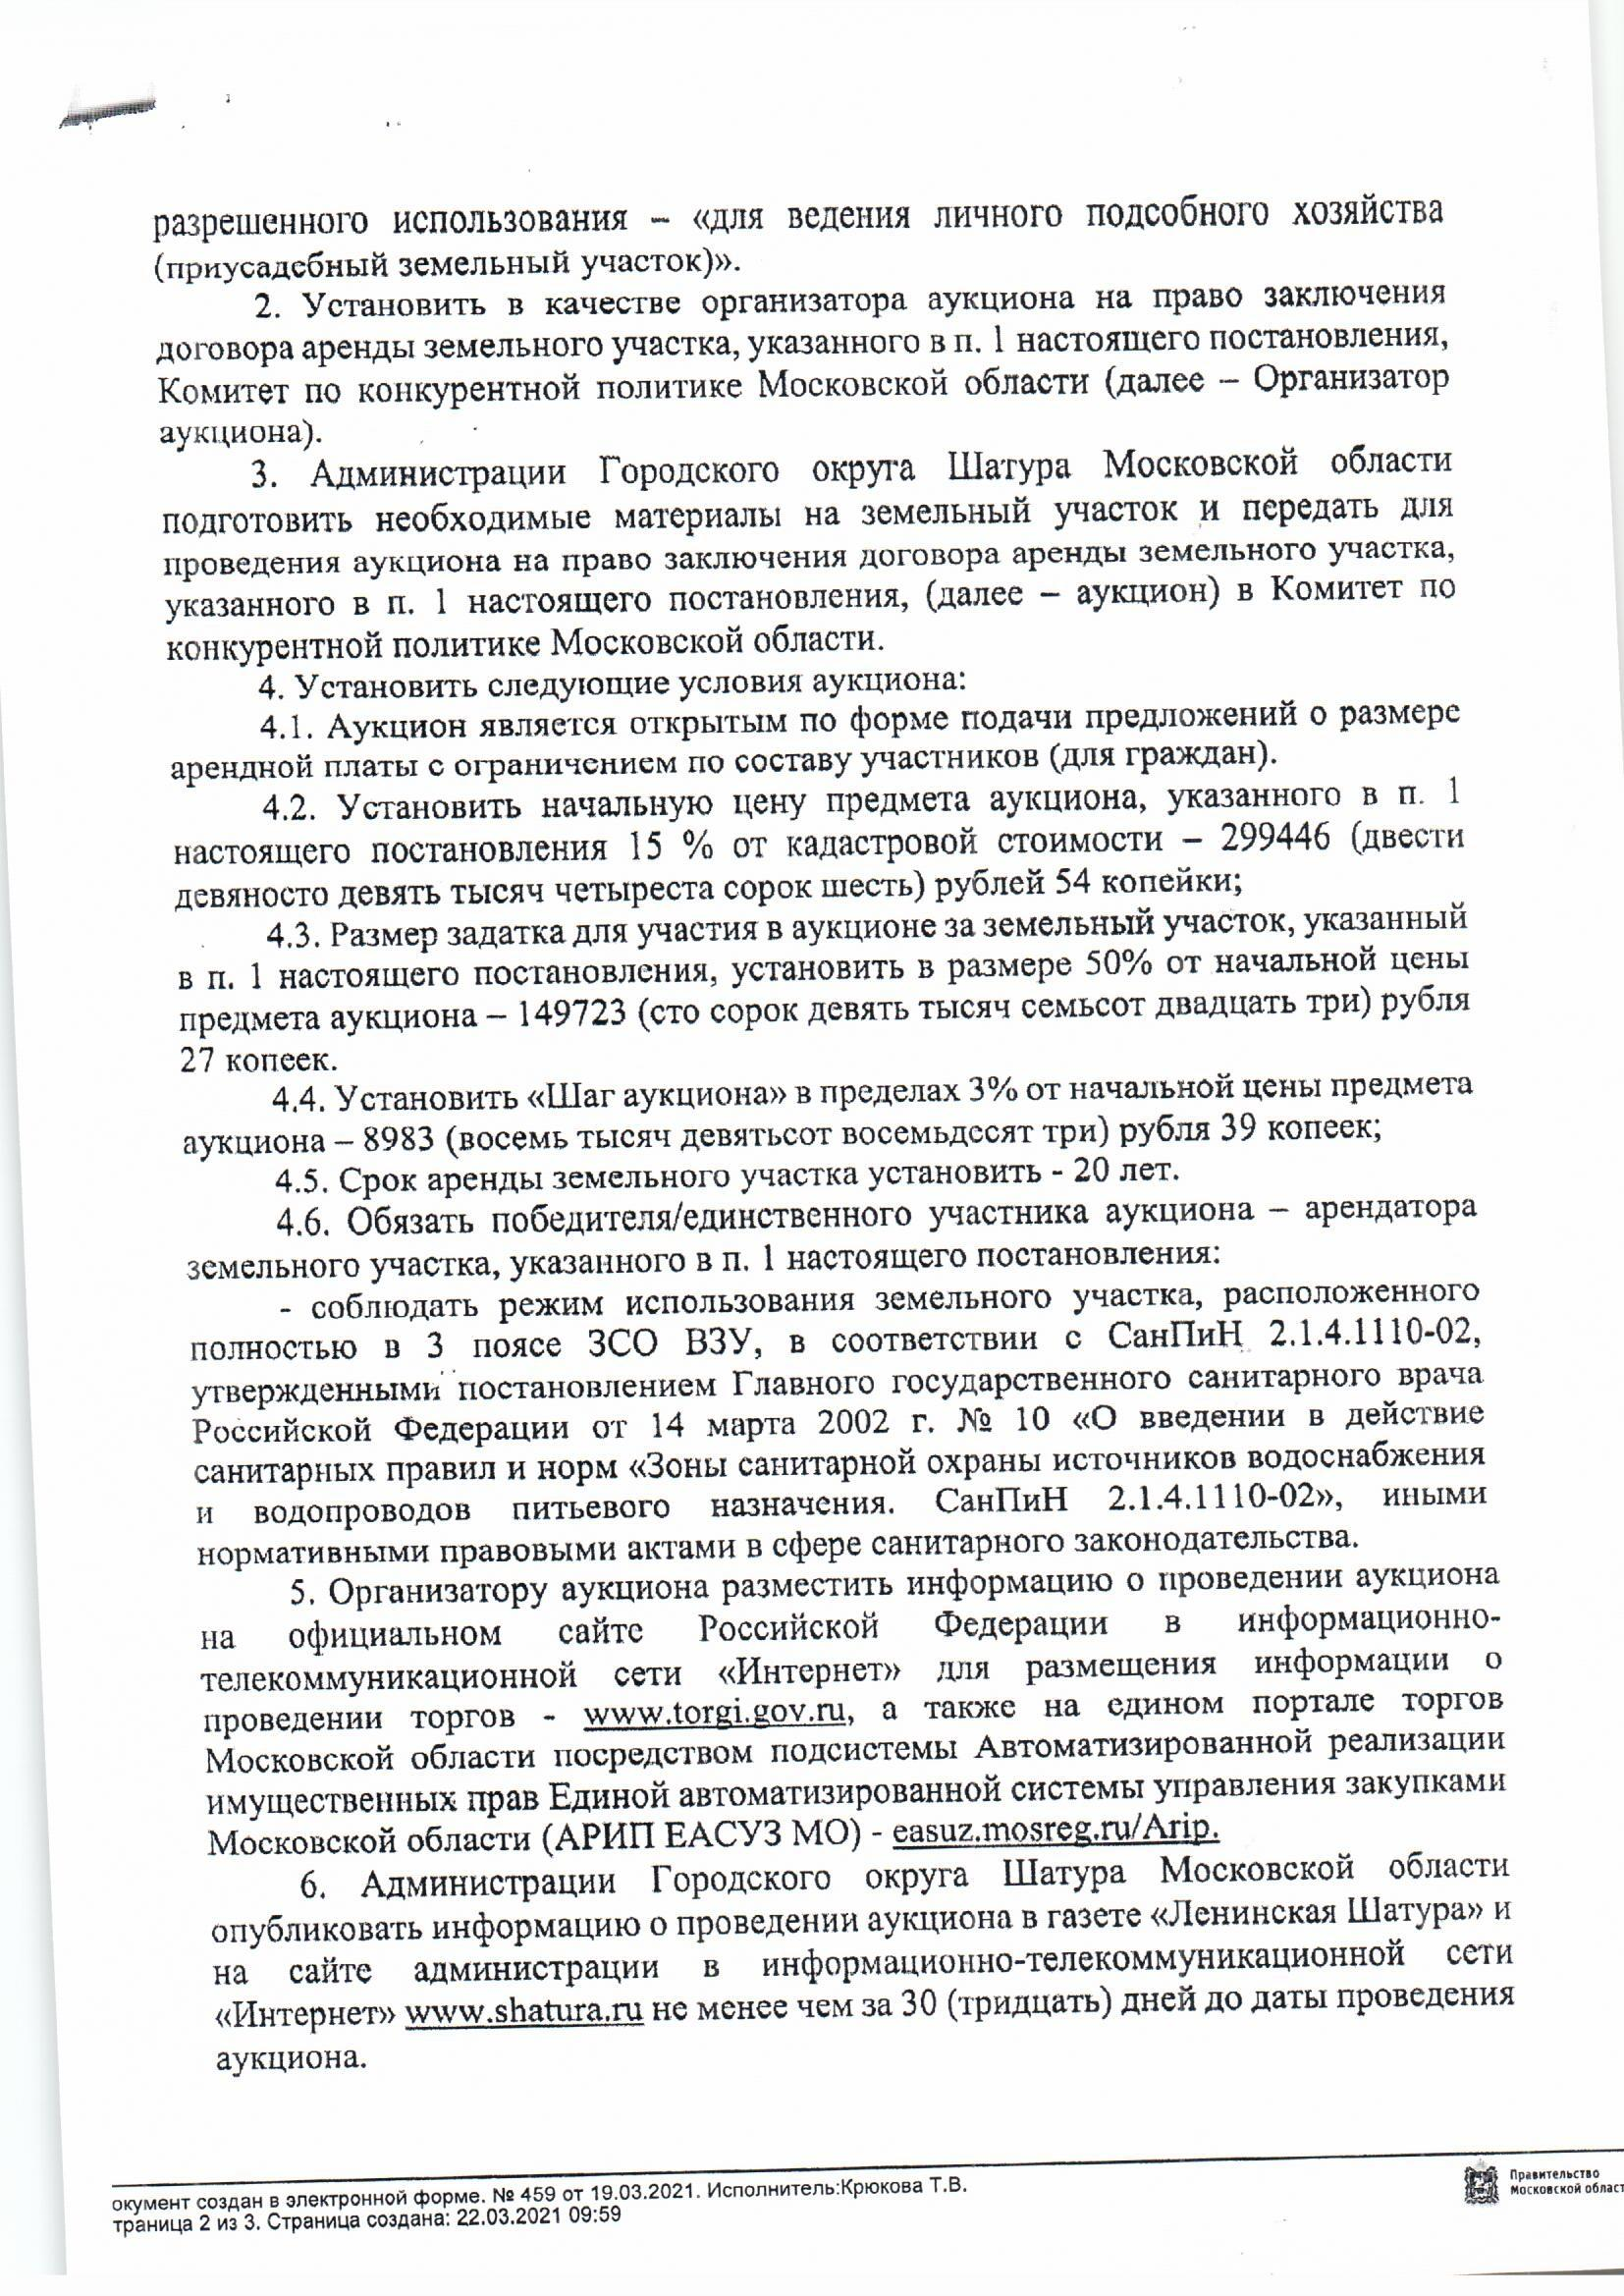 разрешенного использования – «для ведения личного подсобного хозяйства
(приусадебный земельный участок)».
2. Установить в качестве организатора аукциона на право заключения
договора аренды земельного участка, указанного в п. 1 настоящего постановления,
Комитет по конкурентной политике Московской области (далее – Организатор
аукциона).
3. Администрации Городского округа Шатура Московской области
подготовить необходимые материалы на земельный участок и передать для
проведения аукциона на право заключения договора аренды земельного участка,
указанного в п. 1 настоящего постановления, (далее – аукцион) в Комитет по
конкурентной политике Московской области.
4. Установить следующие условия аукциона:
4.1. Аукцион является открытым по форме подачи предложений о размере
арендной платы с ограничением по составу участников (для граждан).
4.2. Установить начальную цену предмета аукциона, указанного в п. 1
настоящего постановления 15 % от кадастровой стоимости – 299446 (двести
девяносто девять тысяч четыреста сорок шесть) рублей 54 копейки;
4.3. Размер задатка для участия в аукционе за земельный участок, указанный
в п. 1 настоящего постановления, установить в размере 50% от начальной цены
предмета аукциона – 149723 (сто сорок девять тысяч семьсот двадцать три) рубля
27 копеек.
4.4. Установить «Шаг аукциона» в пределах 3% от начальной цены предмета
аукциона – 8983 (восемь тысяч девятьсот восемьдесят три) рубля 39 копеек;
4.5. Срок аренды земельного участка установить - 20 лет.
4.6. Обязать победителя/единственного участника аукциона – арендатора
земельного участка, указанного в п. 1 настоящего постановления:
- соблюдать режим использования земельного участка, расположенного
полностью в 3 поясе ЗСО ВЗУ, в соответствии с СанПиН 2.1.4.1110-02,
утвержденными постановлением Главного государственного санитарного врача
Российской Федерации от 14 марта 2002 г. № 10 «О введении в действие
санитарных правил и норм «Зоны санитарной охраны источников водоснабжения
и водопроводов питьевого назначения. СанПиН 2.1.4.1110-02», иными
нормативными правовыми актами в сфере санитарного законодательства.
5. Организатору аукциона разместить информацию о проведении аукциона
на официальном сайте Российской Федерации в информационно-
телекоммуникационной сети «Интернет» для размещения информации о
проведении торгов - www.torgi.gov.ru, а также на едином портале торгов
Московской области посредством подсистемы Автоматизированной реализации
имущественных прав Единой автоматизированной системы управления закупками
Московской области (АРИП ЕАСУЗ МО) - easuz.mosreg.ru/Arip.
6. Администрации Городского округа Шатура Московской области
опубликовать информацию о проведении аукциона в газете «Ленинская Шатура» и
на сайте администрации в информационно-телекоммуникационной сети
«Интернет» www.shatura.ru не менее чем за 30 (тридцать) дней до даты проведения
аукциона.
окумент создан в электронной форме. № 459 от 19.03.2021. Исполнитель:Крюкова Т.В.
траница 2 из 3. Страница создана: 22.03.2021 09:59
Правительство
Московской област